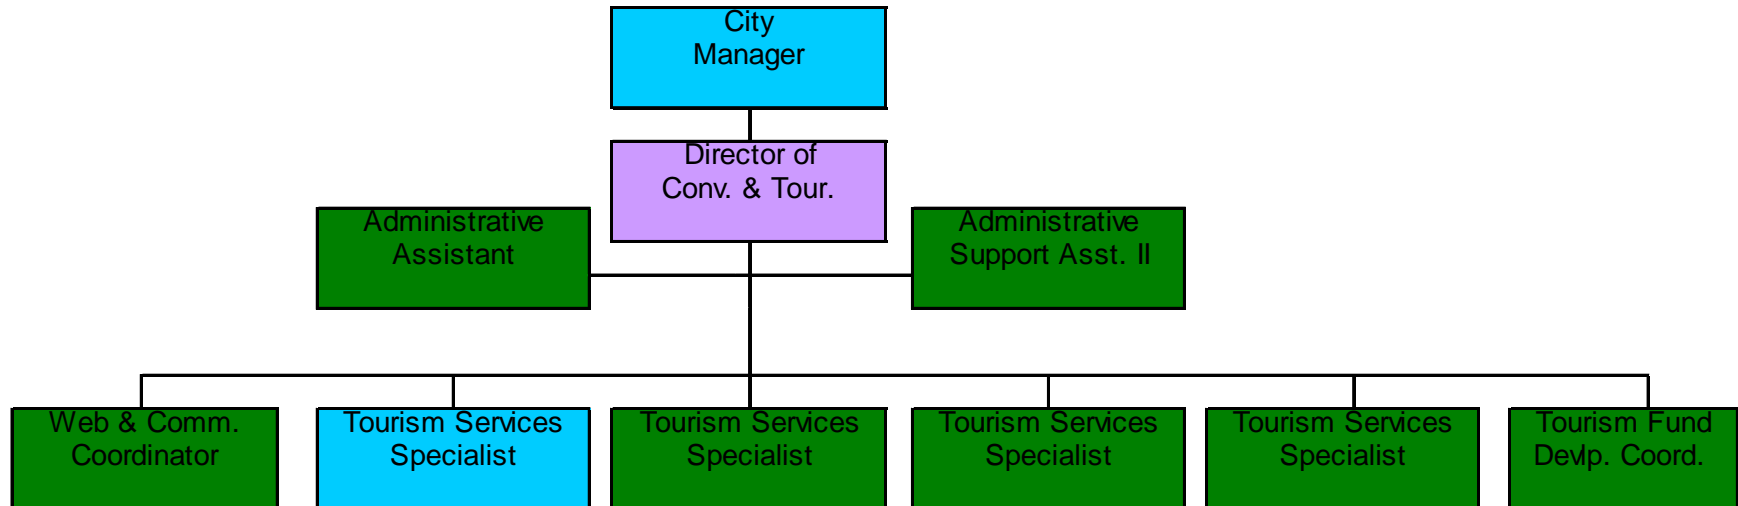 City
Manager
Director of
Conv. & Tour.
Administrative
Assistant
Administrative
Support Asst. II
Web & Comm.
Coordinator
Tourism Services
Specialist
Tourism Services
Specialist
Tourism Services
Specialist
Tourism Services
Specialist
Tourism Fund
Devlp. Coord.